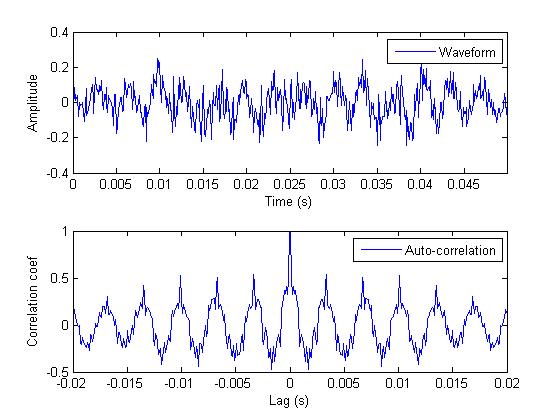 0.4
0.2
0
-0.2
-0.4
Amplitude
Waveform
0 0.005 0.01 0.015 0.02 0.025 0.03 0.035 0.04 0.045
Time (s)
1
0.5
0
-0.5
Correlation coef
Auto-correlation
-0.02 -0.015 -0.01 -0.005 0 0.005 0.01 0.015 0.02
Lag (s)